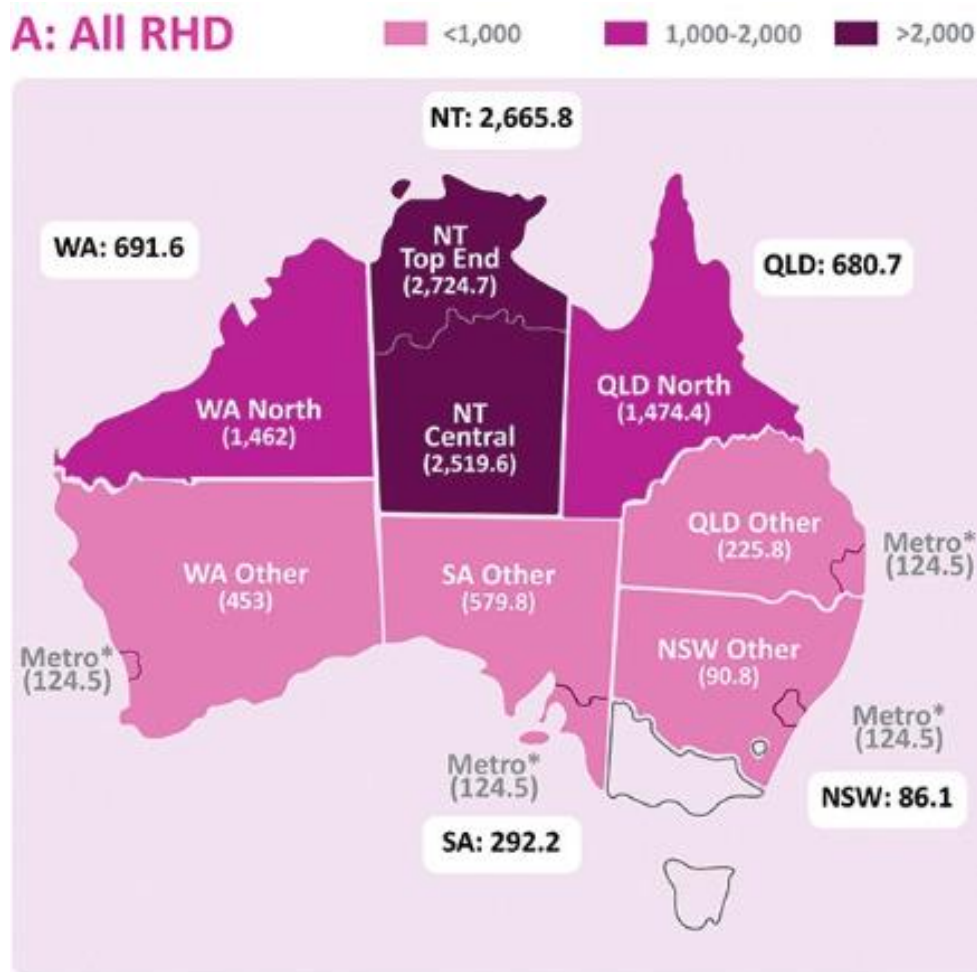 A: All RHD
<1,000
1,000-2,000
>2,000
NT: 2,665.8
WA: 691.6
QLD: 680.7
NT
Top End
(2,724.7)
WA North
(1,462)
NT
Central
(2,519.6)
QLD North
(1,474.4)
QLD Other
(225.8)
Metro*
(124.5)
WA Other
(453)
SA Other
(579.8)
NSW Other
(90.8)
Metro*
(124.5)
Metro*
(124.5)
Metro*
(124.5)
NSW: 86.1
SA: 292.2